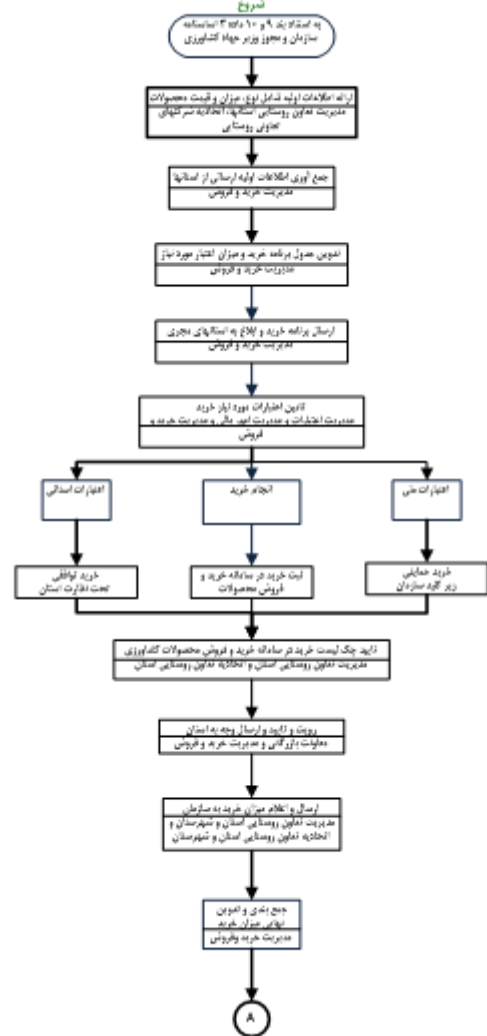 شروع
به استناد بند ۹ و ۱۰ ماده ۳ اساسنامه
سازمان و مجوز وزیر جهاد کشاورزی
ارائه اطلاعات اولیه شامل نوع، میزان و قیمت محصولات
مدیریت تعاون روستایی استانها، اتحادیه شرکتهای
تعاونی روستایی
جمع آوری اطلاعات اولیه ارسالی از استانها
مدیریت خرید و فروش
تدوین جدول برنامه خرید و میزان اعتبار مورد نیاز
مدیریت خرید و فروش
ارسال برنامه خرید و ابلاغ به استانهای مجری
مدیریت خرید و فروش
تامین اعتبارات مورد نیاز خرید
مدیریت اعتبارات و مدیریت امور مالی و مدیریت خرید و
فروش
اعتبارات ملی
انجام خرید
اعتبارات استانی
خرید حمایتی
زیر کلید سازمان
ثبت خرید در سامانه خرید و
فروش محصولات
خرید توافقی
تحت نظارت استان
تایید چک لیست خرید در سامانه خرید و فروش محصولات کشاورزی
مدیریت تعاون روستایی استان و اتحادیه تعاون روستایی استان
رویت و تایید و ارسال وجه به استان
معاونت بازرگانی و مدیریت خرید و فروش
ارسال و اعلام میزان خرید به سازمان
مدیریت تعاون روستایی استان و شهرستان و
اتحادیه تعاون روستایی استان و شهرستان
جمع بندی و تدوین
نهایی میزان خرید
مدیریت خرید وفروش
A